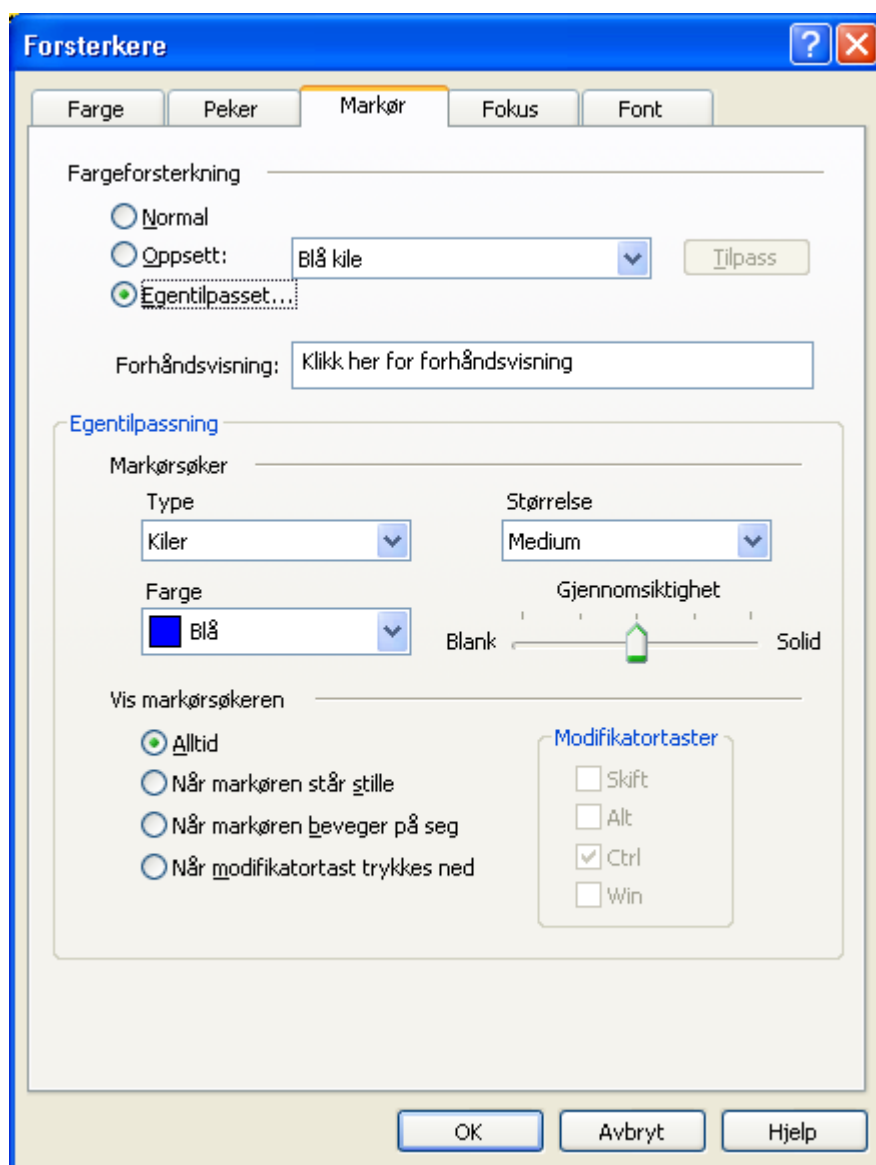 Forsterkere
Farge Peker Markør Fokus Font
Fargeforsterkning
Normal
Oppsett: Blå kile Tilpass
Egentilpasset...
Forhåndsvisning: Klikk her for forhåndsvisning
Egentilpassning
Markørsøker
Type Størrelse
Kiler Medium
Farge Gjennomsiktighet
Blå Blank Solid
Vis markørsøkeren
Alltid Modifikatortaster
Når markøren står stille Skift
Når markøren beveger på seg Alt
Når modifikatortast trykkes ned Ctrl
Win
OK Avbryt Hjelp